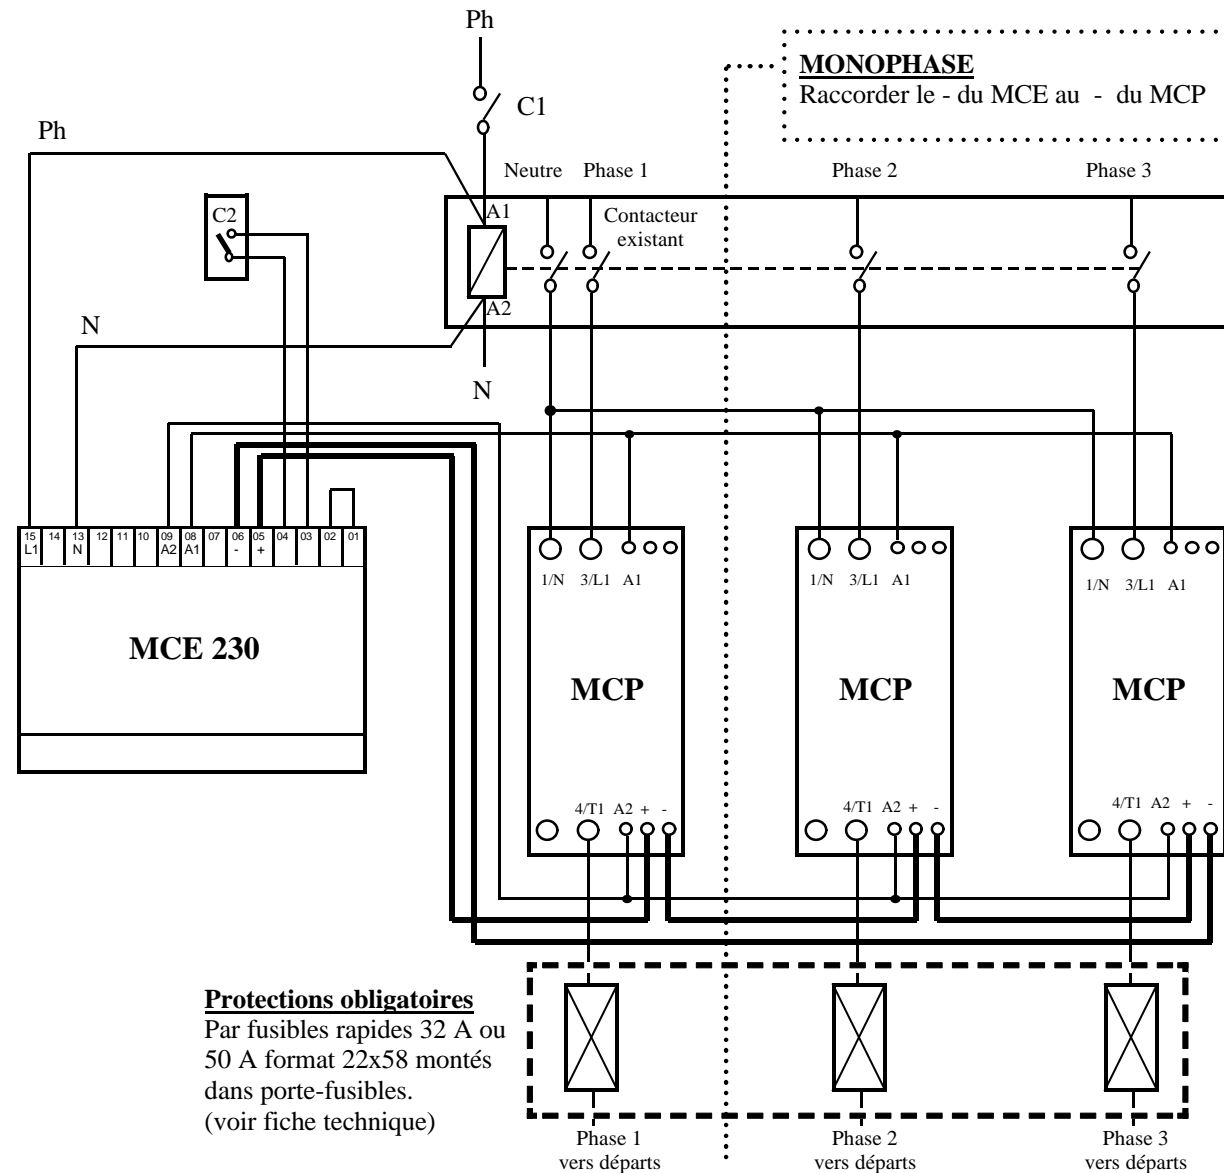 Ph
MONOPHASE
Raccorder le - du MCE au - du MCP
C1
Ph
Neutre Phase 1 Phase 2 Phase 3
C2
A1
Contacteur
existant
A2
N
N
15 14 13 12 11 10 09 08 07 06 05 04 03 02 01
L1 N A2 A1 - +
1/N 3/L1 A1
1/N 3/L1 A1
1/N 3/L1 A1
MCE 230
MCP
MCP
MCP
4/T1 A2 + -
4/T1 A2 + -
4/T1 A2 + -
Protections obligatoires
Par fusibles rapides 32 A ou
50 A format 22x58 montés
dans porte-fusibles.
(voir fiche technique)
Phase 1
vers départs
Phase 2
vers départs
Phase 3
vers départs